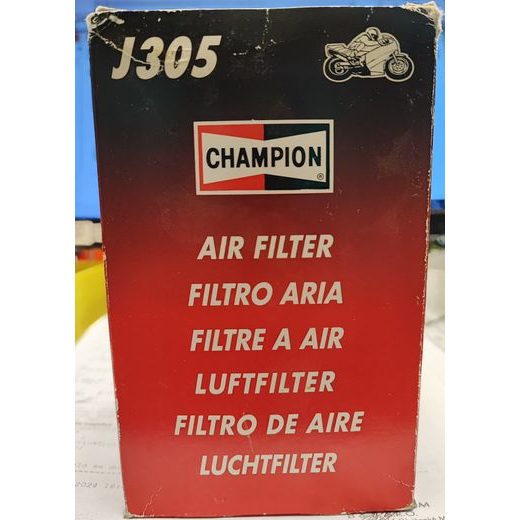 J305
CHAMPION
®
AIR FILTER
FILTRO ARIA
FILTRE A AIR
LUFTFILTER
FILTRO DE AIRE
LUCHTFILTER